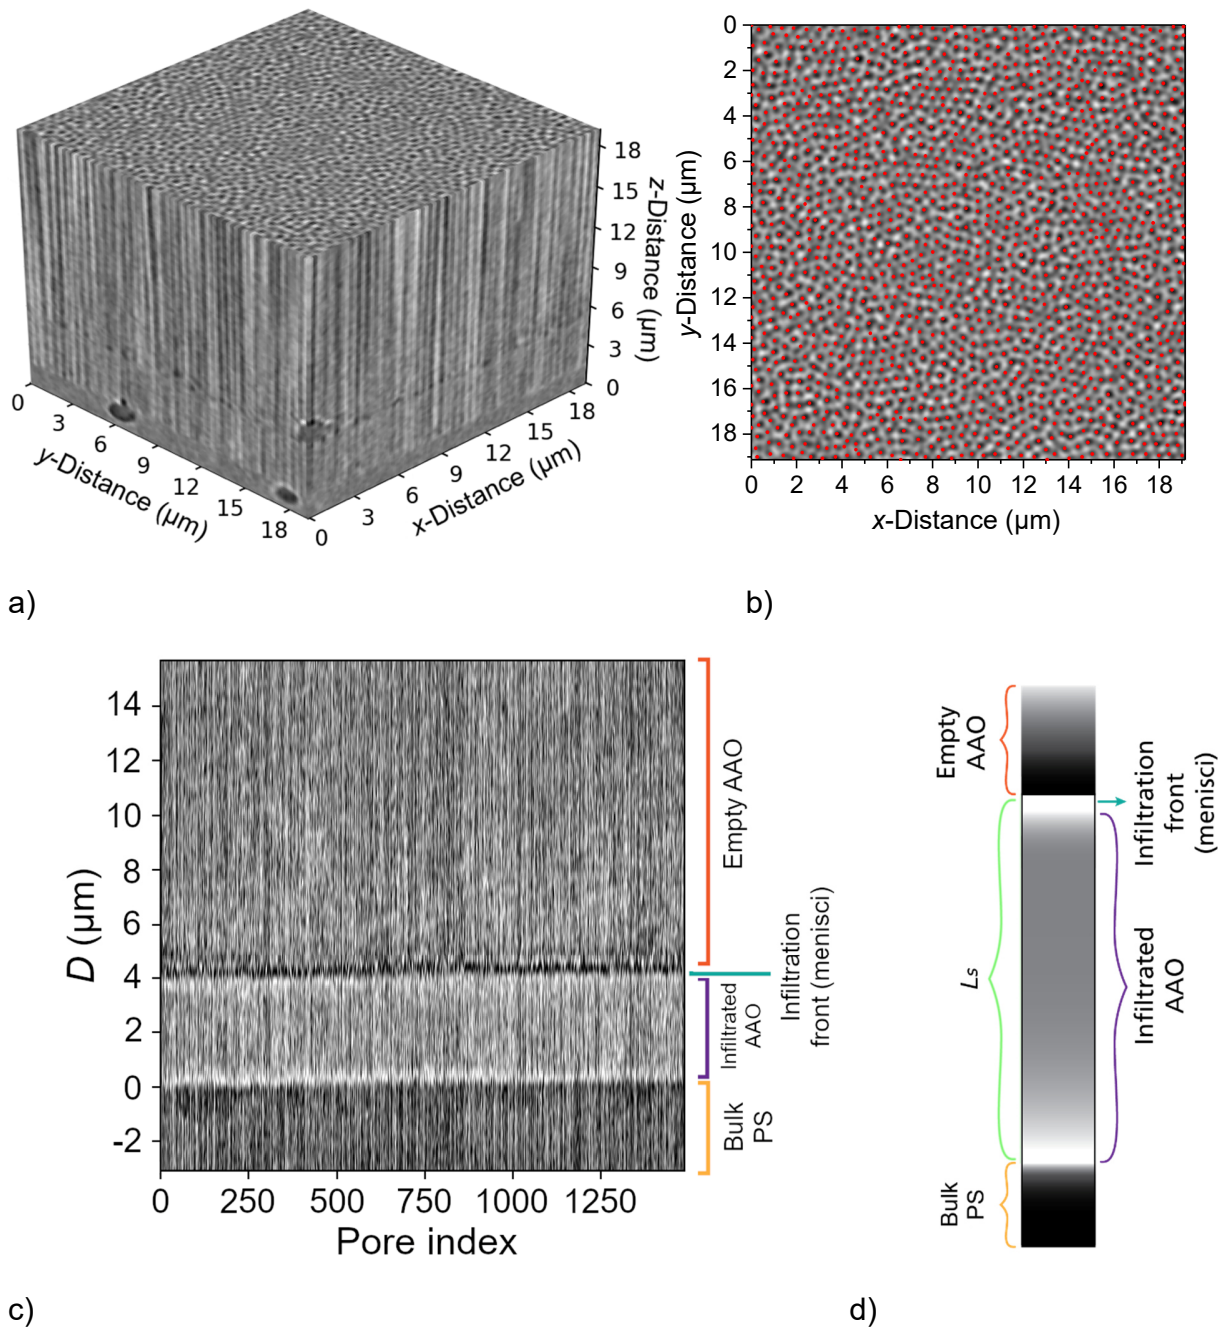 18
15
12
9
6
3
0
z-Distance (µm)
0
3
6
9
12
15
18
y-Distance (µm)
0
3
6
9
12
15
18
x-Distance (µm)
a)
0
2
4
6
8
10
12
14
16
18
y-Distance (µm)
0 2 4 6 8 10 12 14 16 18
x-Distance (µm)
b)
14
12
10
8
6
4
2
0
-2
D (µm)
0 250 500 750 1000 1250
Pore index
Empty AAO
Infiltration
front (menisci)
Infiltrated
AAO
Bulk
PS
c)
Empty
AAO
Infiltration
front
(menisci)
Ls
Infiltrated
AAO
Bulk
PS
d)